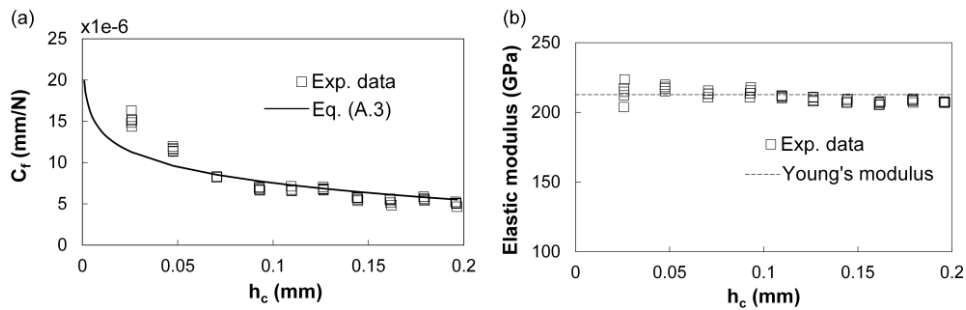 (a)
x1e-6
25
20
15
10
5
0
C_f (mm/N)
Exp. data
Eq. (A.3)
0
0.05
0.1
0.15
0.2
h_c (mm)
(b)
250
200
150
100
Elastic modulus (GPa)
Exp. data
Young's modulus
0
0.05
0.1
0.15
0.2
h_c (mm)